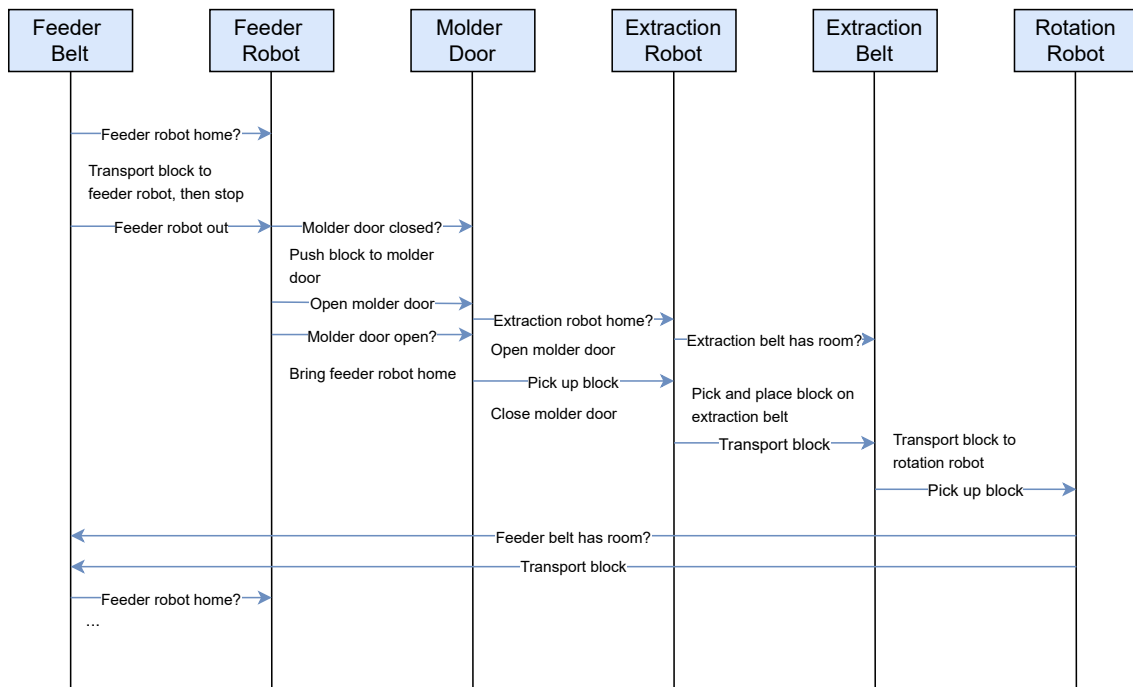 Feeder
Belt
Feeder
Robot
Molder
Door
Extraction
Robot
Extraction
Belt
Rotation
Robot
Feeder robot home?
Transport block to
feeder robot, then stop
Feeder robot out
Molder door closed?
Push block to molder
door
Open molder door
Extraction robot home?
Molder door open?
Extraction belt has room?
Open molder door
Bring feeder robot home
Pick up block
Pick and place block on
extraction belt
Close molder door
Transport block
Transport block to
rotation robot
Pick up block
Feeder belt has room?
Transport block
Feeder robot home?
...